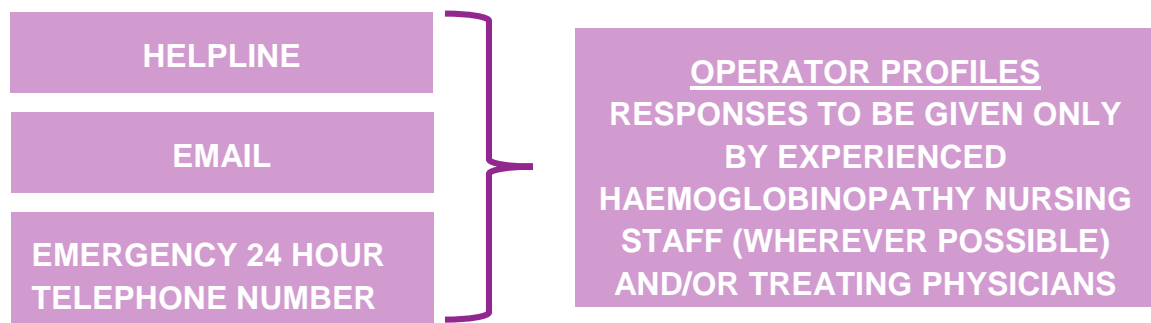 HELPLINE
EMAIL
EMERGENCY 24 HOUR
TELEPHONE NUMBER
OPERATOR PROFILES
RESPONSES TO BE GIVEN ONLY
BY EXPERIENCED
HAEMOGLOBINOPATHY NURSING
STAFF (WHEREVER POSSIBLE)
AND/OR TREATING PHYSICIANS